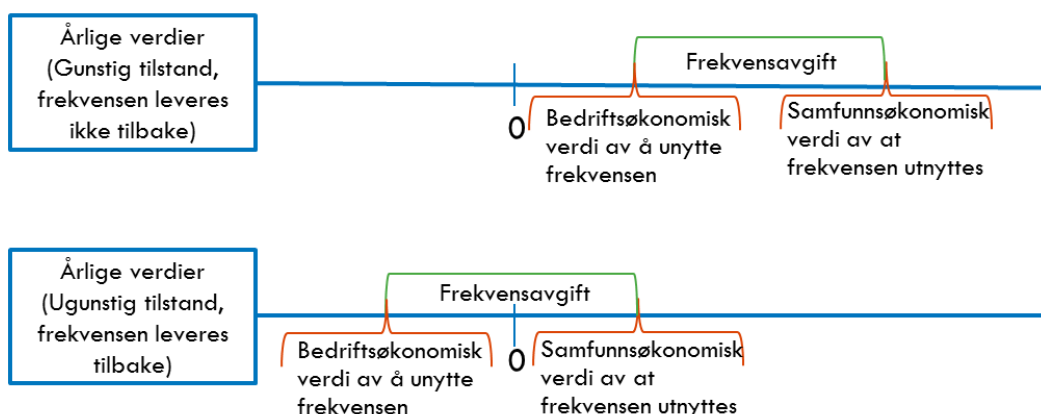 Årlige verdier
(Gunstig tilstand,
frekvensen leveres
ikke tilbake)
Frekvensavgift
0
Bedriftsøkonomisk
verdi av å unytte
frekvensen
Samfunnsøkonomisk
verdi av at
frekvensen utnyttes
Årlige verdier
(Ugunstig tilstand,
frekvensen leveres
tilbake)
Frekvensavgift
Bedriftsøkonomisk
verdi av å unytte
frekvensen
0
Samfunnsøkonomisk
verdi av at
frekvensen utnyttes